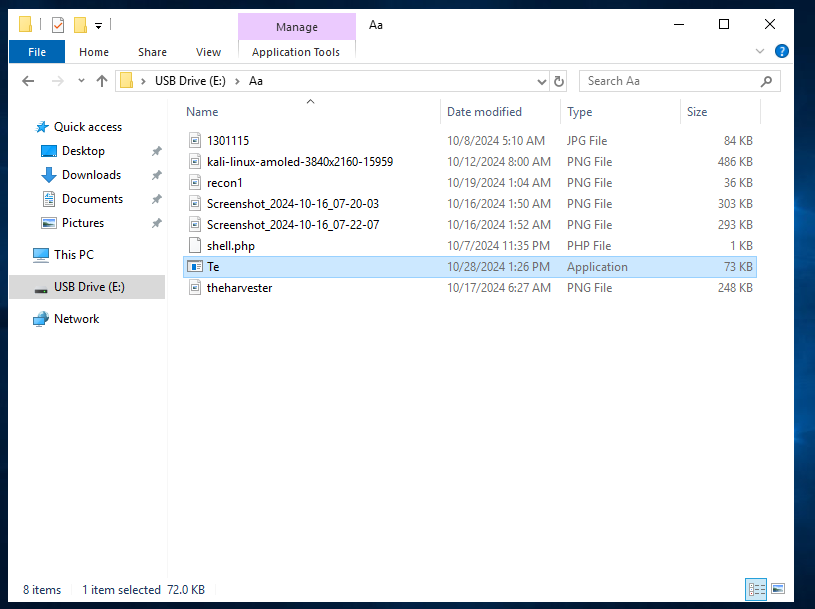 Manage Aa
File Home Share View Application Tools
USB Drive (E:) Aa Search Aa
Name Date modified Type Size
Quick access
Desktop
Downloads
Documents
Pictures
This PC
USB Drive (E:)
Network
1301115 10/8/2024 5:10 AM JPG File 84 KB
kali-linux-amoled-3840x2160-15959 10/12/2024 8:00 AM PNG File 486 KB
recon1 10/19/2024 1:04 AM PNG File 36 KB
Screenshot_2024-10-16_07-20-03 10/16/2024 1:50 AM PNG File 303 KB
Screenshot_2024-10-16_07-22-07 10/16/2024 1:52 AM PNG File 293 KB
shell.php 10/7/2024 11:35 PM PHP File 1 KB
Te 10/28/2024 1:26 PM Application 73 KB
theharvester 10/17/2024 6:27 AM PNG File 248 KB
8 items 1 item selected 72.0 KB